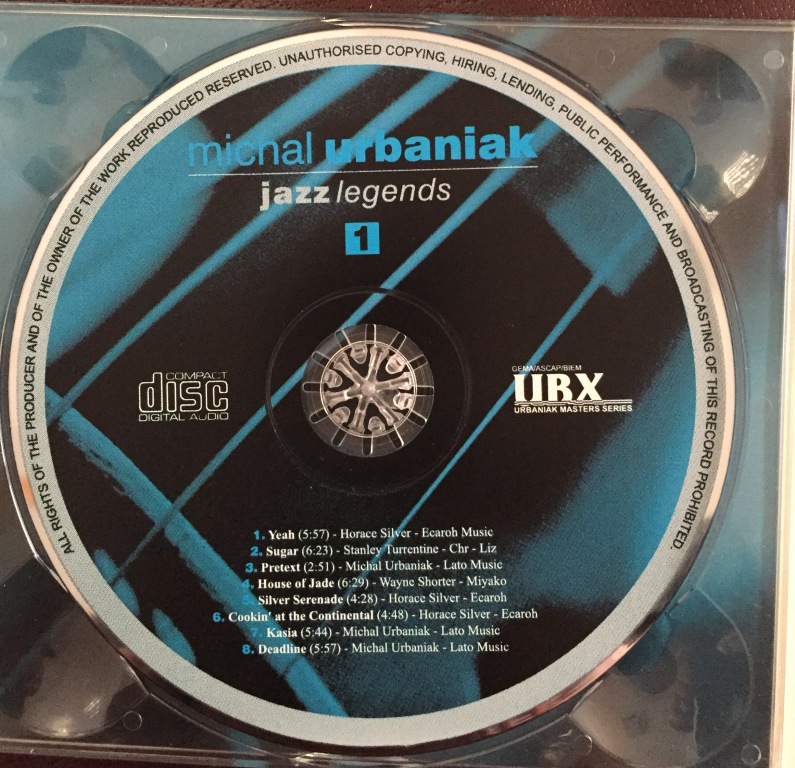 ALL RIGHTS OF THE PRODUCER AND OF THE OWNER OF THE WORK REPRODUCED RESERVED. UNAUTHORISED COPYING, HIRING, LENDING, PUBLIC PERFORMANCE AND BROADCASTING OF THIS RECORD PROHIBITED.
michal urbaniak
jazz legends
1
COMPACT
disc
DIGITAL AUDIO
GEMA/ASCAP/BIEM
UBX
URBANIAK MASTERS SERIES
1. Yeah (5:57) - Horace Silver - Ecaroh Music
2. Sugar (6:23) - Stanley Turrentine - Chr - Liz
3. Pretext (2:51) - Michal Urbaniak - Lato Music
4. House of Jade (6:29) - Wayne Shorter - Miyako
5. Silver Serenade (4:28) - Horace Silver - Ecaroh
6. Cookin' at the Continental (4:48) - Horace Silver - Ecaroh
7. Kasia (5:44) - Michal Urbaniak - Lato Music
8. Deadline (5:57) - Michal Urbaniak - Lato Music